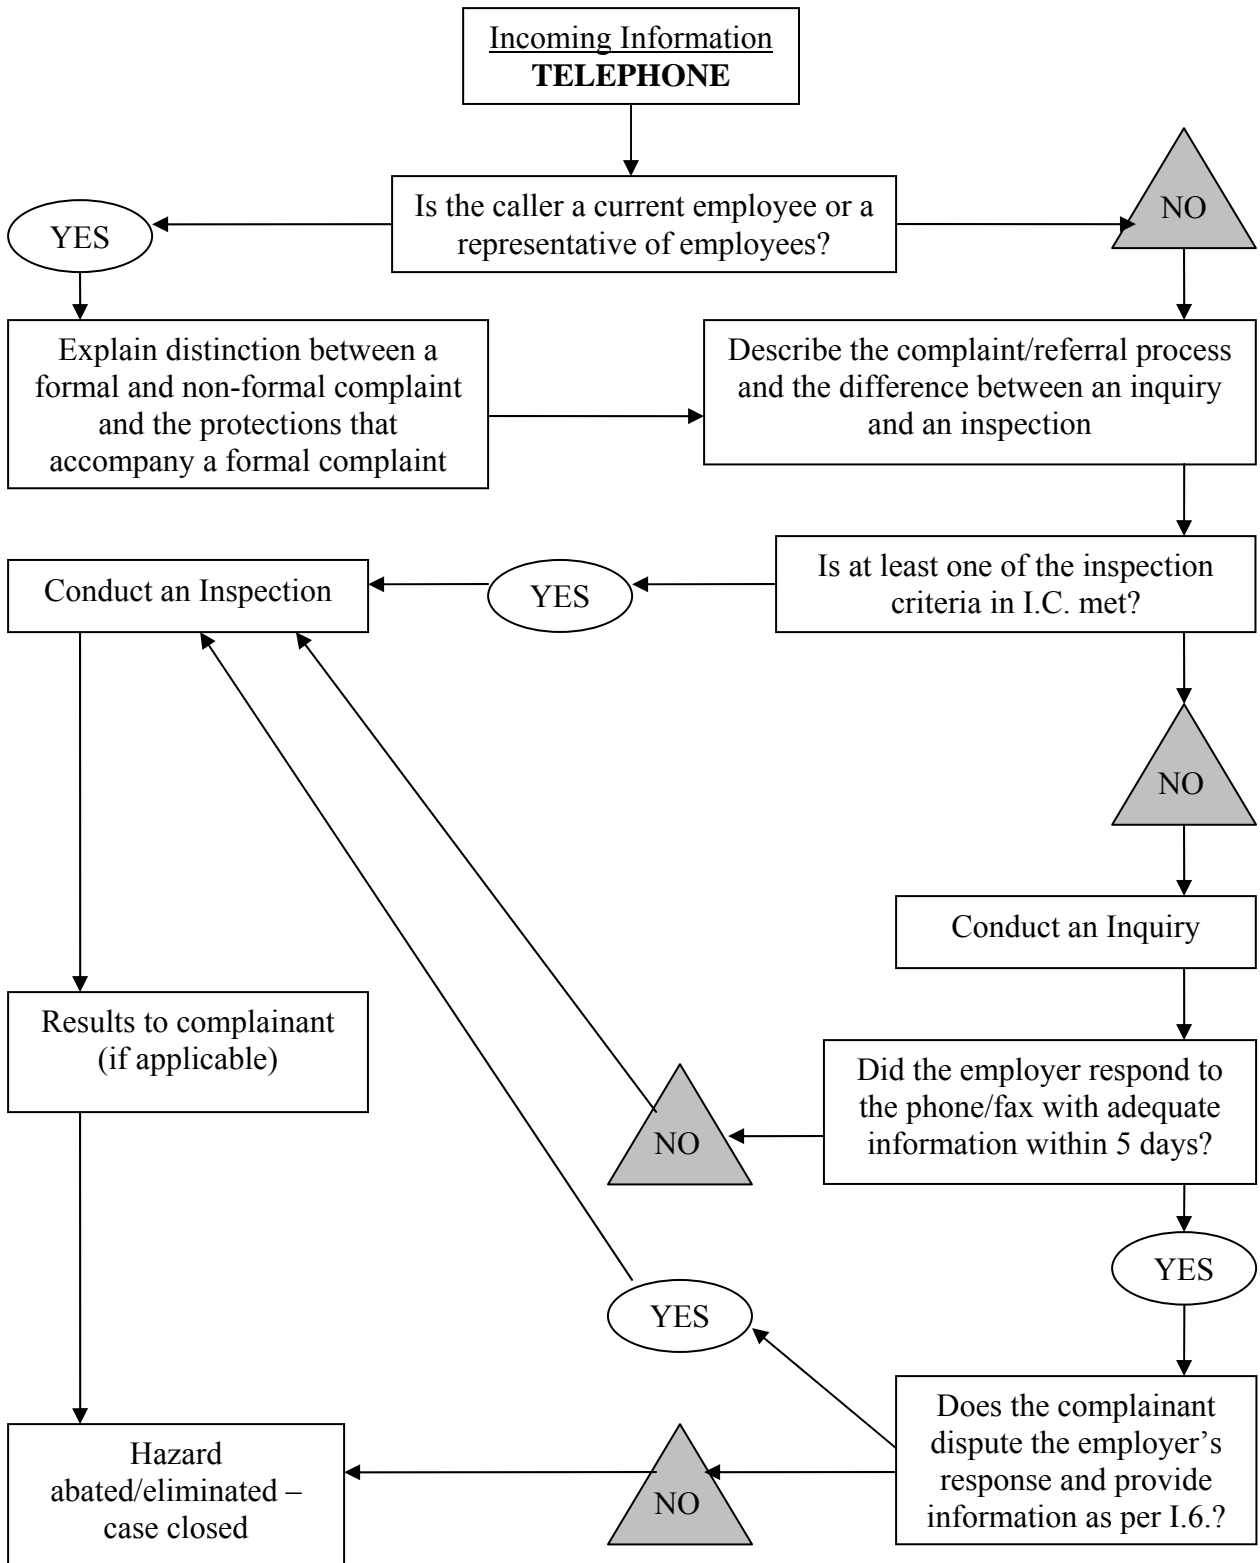 Incoming Information
TELEPHONE
Is the caller a current employee or a
representative of employees?
YES
NO
Explain distinction between a
formal and non-formal complaint
and the protections that
accompany a formal complaint
Describe the complaint/referral process
and the difference between an inquiry
and an inspection
Is at least one of the inspection
criteria in I.C. met?
YES
Conduct an Inspection
NO
Conduct an Inquiry
Results to complainant
(if applicable)
Did the employer respond to
the phone/fax with adequate
information within 5 days?
NO
YES
YES
Does the complainant
dispute the employer’s
response and provide
information as per I.6.?
NO
Hazard
abated/eliminated –
case closed